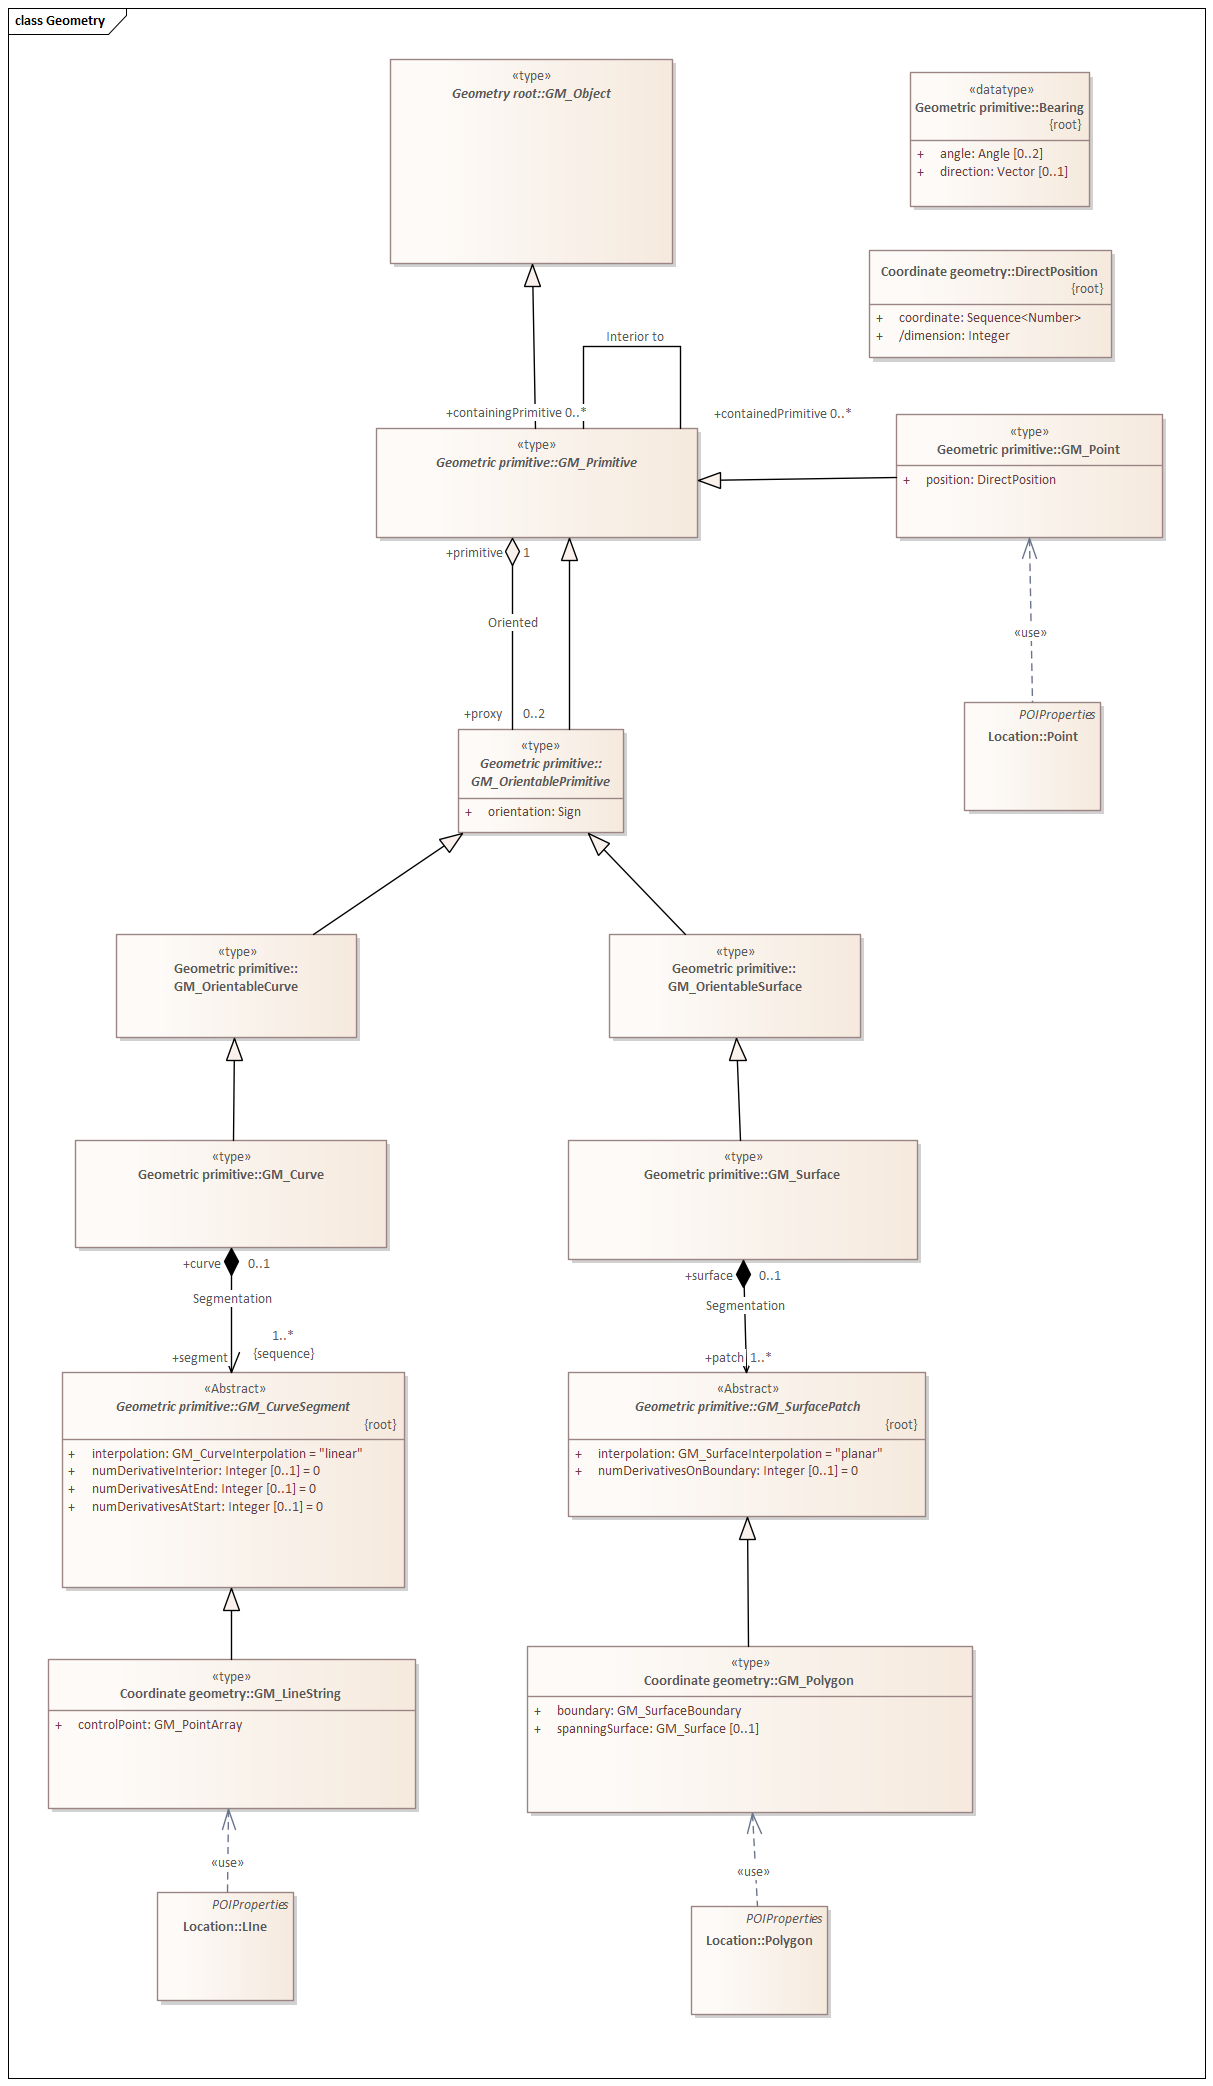 class Geometry
«type»
Geometry root::GM_Object
«datatype»
Geometric primitive::Bearing
{root}
+ angle: Angle [0..2]
+ direction: Vector [0..1]
Coordinate geometry::DirectPosition
{root}
+ coordinate: Sequence<Number>
+ /dimension: Integer
Interior to
+containingPrimitive 0..*
+containedPrimitive 0..*
«type»
Geometric primitive::GM_Primitive
«type»
Geometric primitive::GM_Point
+ position: DirectPosition
+primitive 1
Oriented
+proxy 0..2
«use»
POIProperties
Location::Point
«type»
Geometric primitive::
GM_OrientablePrimitive
+ orientation: Sign
«type»
Geometric primitive::
GM_OrientableCurve
«type»
Geometric primitive::
GM_OrientableSurface
«type»
Geometric primitive::GM_Curve
«type»
Geometric primitive::GM_Surface
+curve 0..1
Segmentation
1..*
+segment {sequence}
+surface 0..1
Segmentation
+patch 1..*
«Abstract»
Geometric primitive::GM_CurveSegment
{root}
+ interpolation: GM_CurveInterpolation = "linear"
+ numDerivativeInterior: Integer [0..1] = 0
+ numDerivativesAtEnd: Integer [0..1] = 0
+ numDerivativesAtStart: Integer [0..1] = 0
«Abstract»
Geometric primitive::GM_SurfacePatch
{root}
+ interpolation: GM_SurfaceInterpolation = "planar"
+ numDerivativesOnBoundary: Integer [0..1] = 0
«type»
Coordinate geometry::GM_LineString
+ controlPoint: GM_PointArray
«type»
Coordinate geometry::GM_Polygon
+ boundary: GM_SurfaceBoundary
+ spanningSurface: GM_Surface [0..1]
«use»
POIProperties
Location::LIne
«use»
POIProperties
Location::Polygon